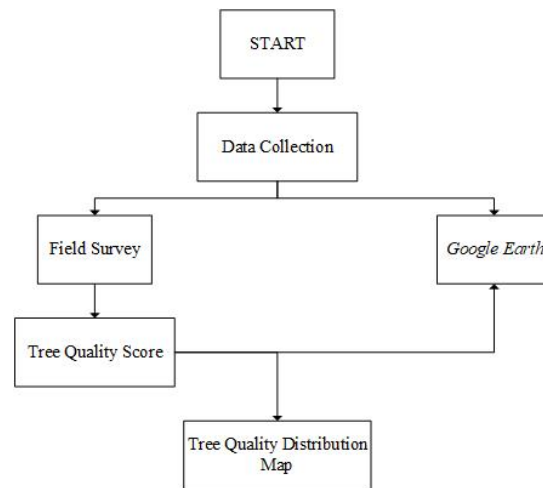 START
Data Collection
Field Survey
Google Earth
Tree Quality Score
Tree Quality Distribution
Map